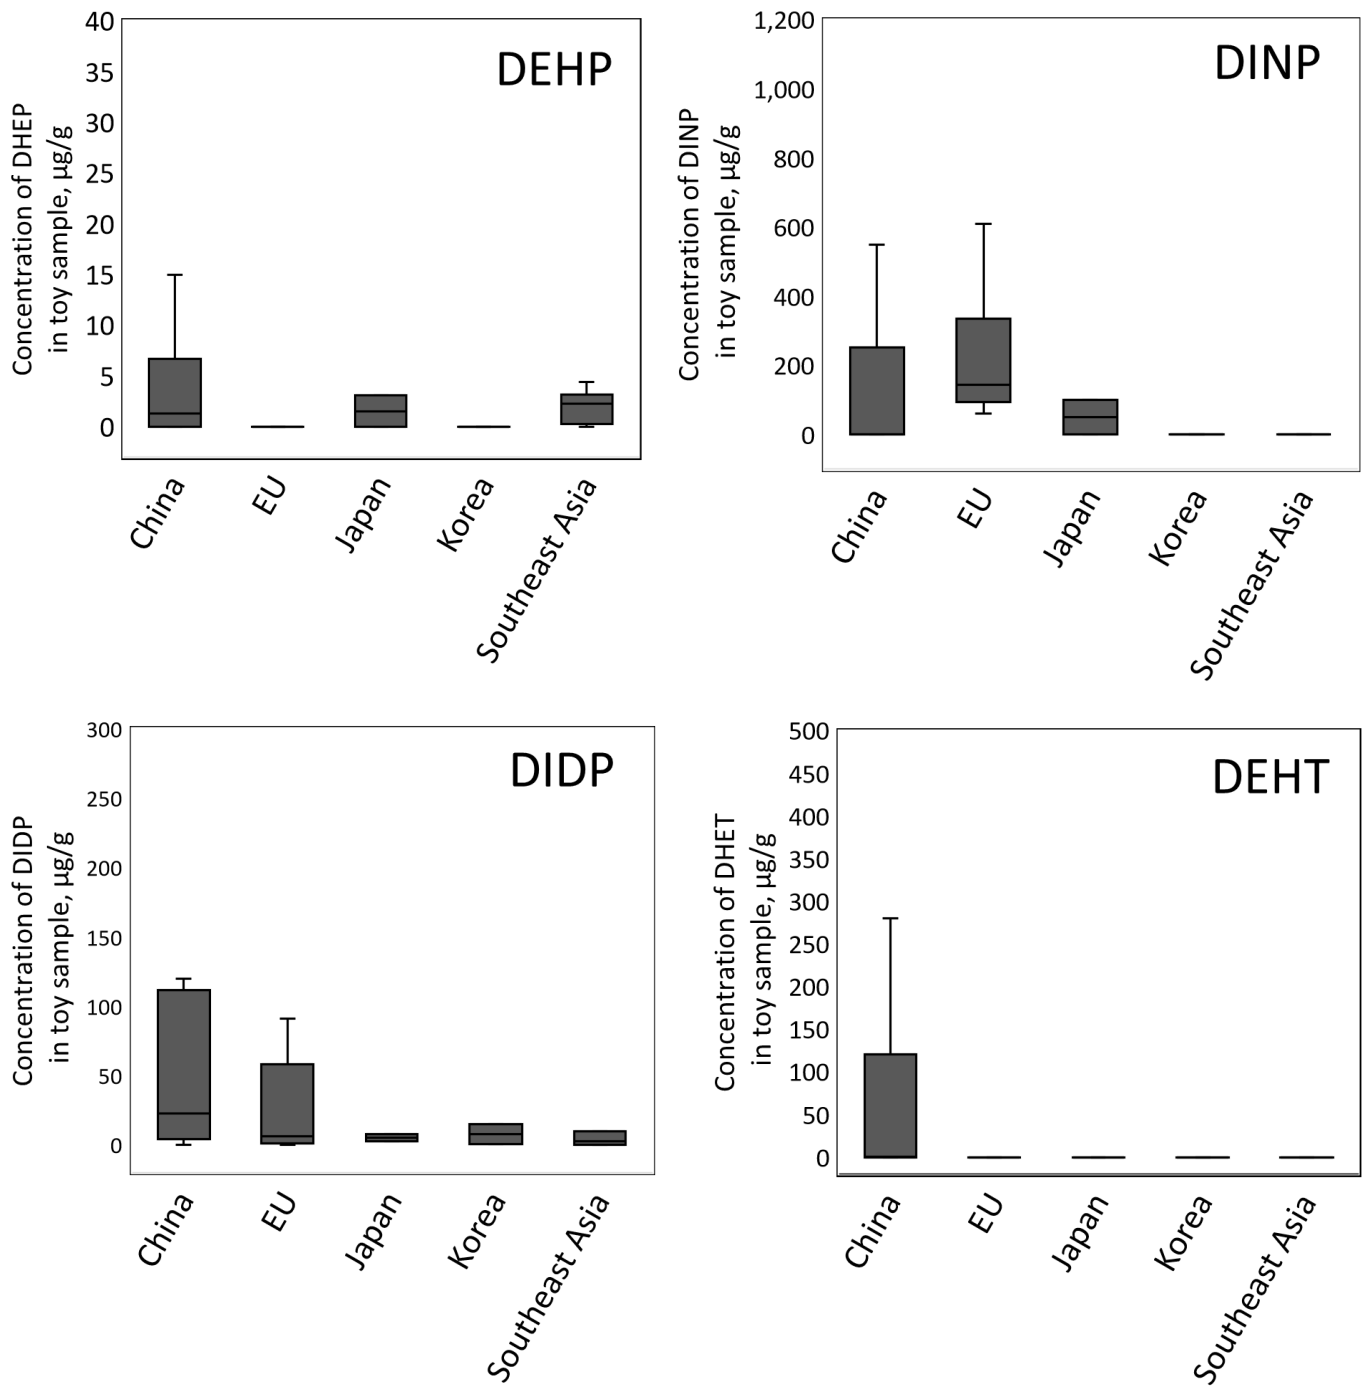 DEHP
Concentration of DHEP
in toy sample, µg/g
40
35
30
25
20
15
10
5
0
China
EU
Japan
Korea
Southeast Asia
DINP
Concentration of DINP
in toy sample, µg/g
1,200
1,000
800
600
400
200
0
China
EU
Japan
Korea
Southeast Asia
DIDP
Concentration of DIDP
in toy sample, µg/g
300
250
200
150
100
50
0
China
EU
Japan
Korea
Southeast Asia
DEHT
Concentration of DHET
in toy sample, µg/g
500
450
400
350
300
250
200
150
100
50
0
China
EU
Japan
Korea
Southeast Asia